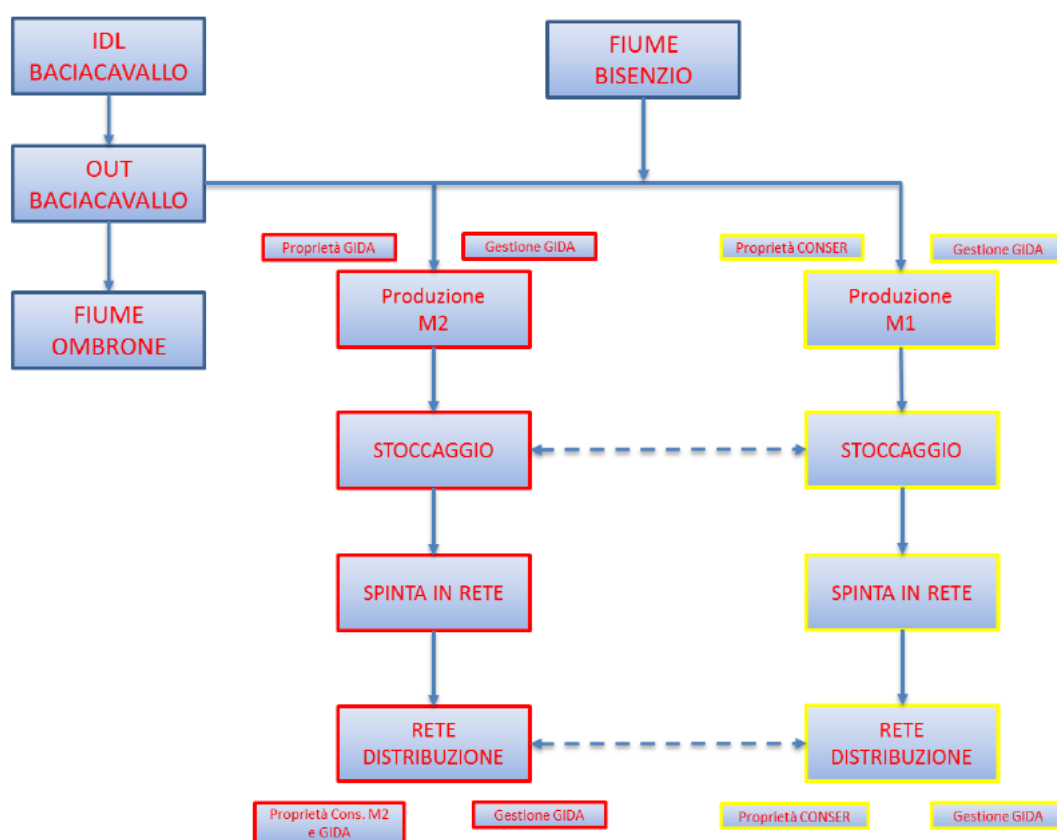 IDL
BACIACAVALLO
FIUME
BISENZIO
OUT
BACIACAVALLO
Proprietà GIDA
Gestione GIDA
Proprietà CONSER
Gestione GIDA
FIUME
OMBRONE
Produzione
M2
Produzione
M1
STOCCAGGIO
STOCCAGGIO
SPINTA IN RETE
SPINTA IN RETE
RETE
DISTRIBUZIONE
RETE
DISTRIBUZIONE
Proprietà Cons. M2
e GIDA
Gestione GIDA
Proprietà CONSER
Gestione GIDA